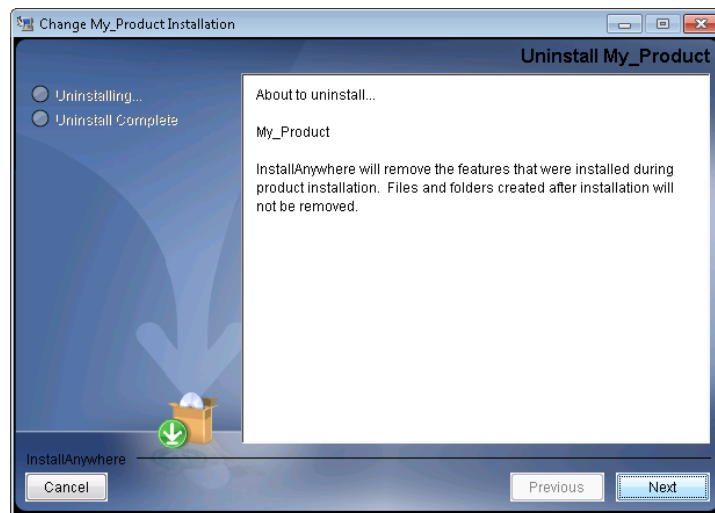 Change My_Product Installation
Uninstall My_Product
Uninstalling...
Uninstall Complete
About to uninstall...
My_Product
InstallAnywhere will remove the features that were installed during
product installation.  Files and folders created after installation will
not be removed.
InstallAnywhere
Cancel
Previous
Next